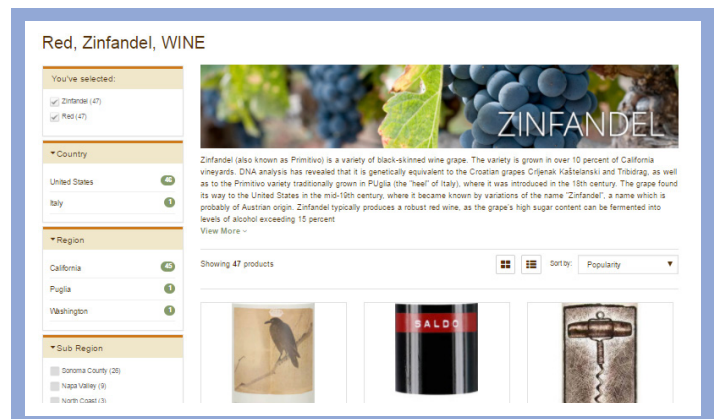 Red, Zinfandel, WINE
You've selected:
Zinfandel (47)
Red (47)
Country
United States 46
Italy 1
Region
California 45
Puglia 1
Washington 1
Sub Region
Sonoma County (26)
Napa Valley (9)
North Coast (3)
ZINFANDEL
Zinfandel (also known as Primitivo) is a variety of black-skinned wine grape. The variety is grown in over 10 percent of California
vineyards. DNA analysis has revealed that it is genetically equivalent to the Croatian grapes Crljenak Kaštelanski and Tribidrag, as well
as to the Primitivo variety traditionally grown in PUglia (the "heel" of Italy), where it was introduced in the 18th century. The grape found
its way to the United States in the mid-19th century, where it became known by variations of the name "Zinfandel", a name which is
probably of Austrian origin. Zinfandel typically produces a robust red wine, as the grape's high sugar content can be fermented into
levels of alcohol exceeding 15 percent
View More ~
Showing 47 products
Sort by: Popularity
SALDO